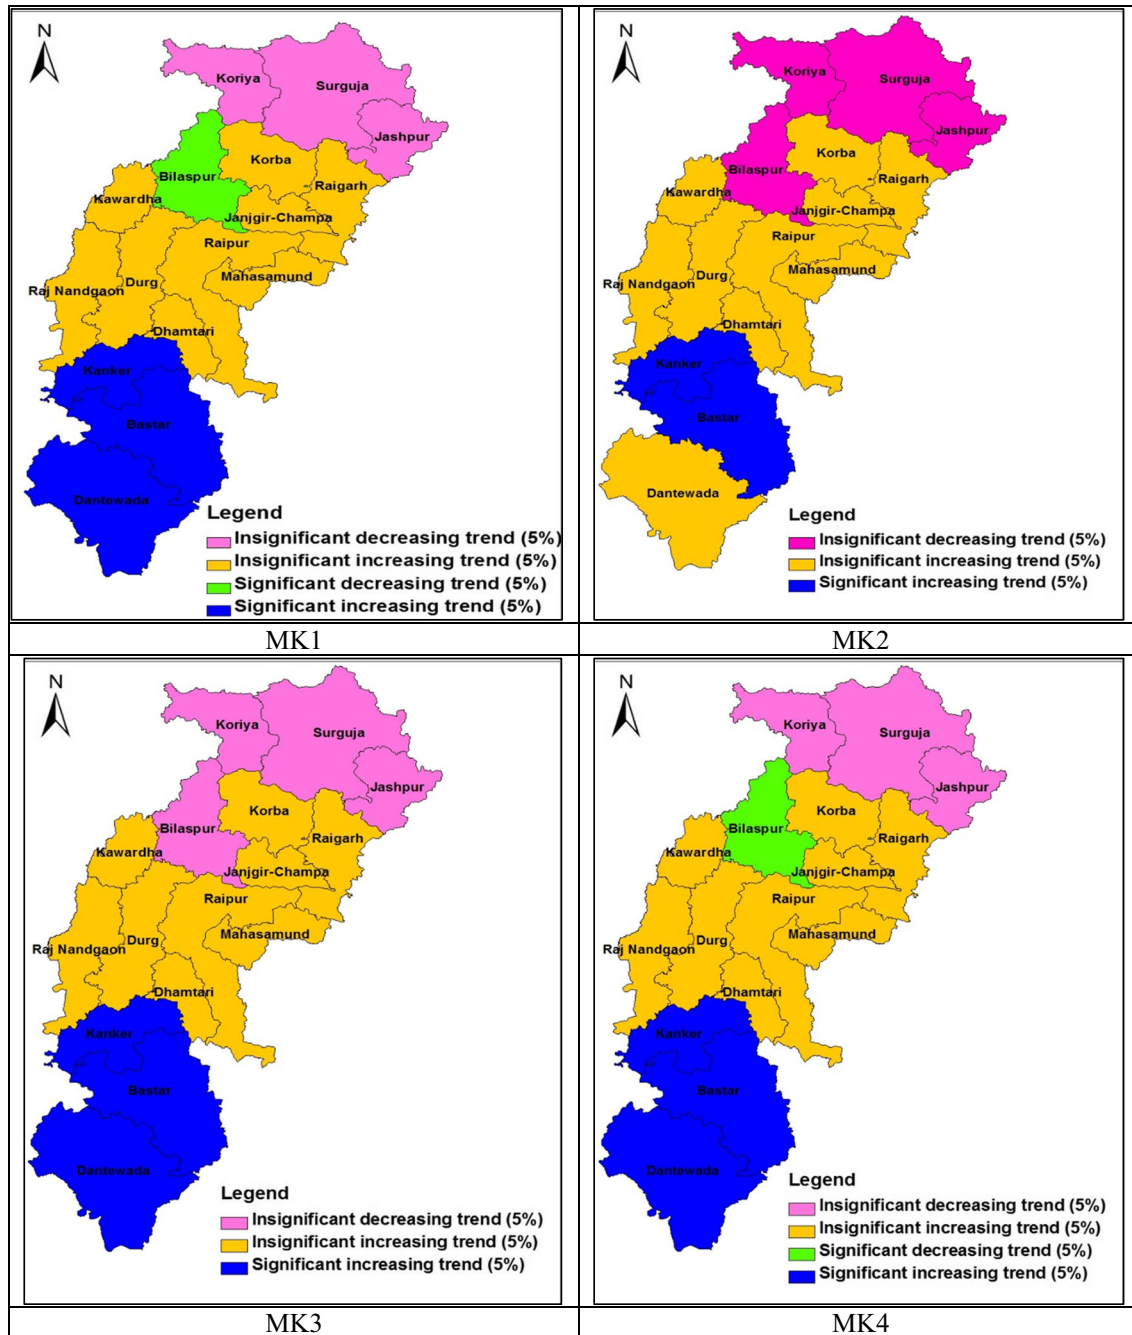 N
Koriya
Surguja
Jashpur
Korba
Bilaspur
Raigarh
Kawardha
Janjgir-Champa
Raipur
Mahasamund
Durg
Raj Nandgaon
Dhamtari
Kanker
Bastar
Dantewada
Legend
Insignificant decreasing trend (5%)
Insignificant increasing trend (5%)
Significant decreasing trend (5%)
Significant increasing trend (5%)
MK1
N
Koriya
Surguja
Jashpur
Korba
Bilaspur
Raigarh
Kawardha
Janjgir-Champa
Raipur
Mahasamund
Durg
Raj Nandgaon
Dhamtari
Kanker
Bastar
Dantewada
Legend
Insignificant decreasing trend (5%)
Insignificant increasing trend (5%)
Significant increasing trend (5%)
MK2
N
Koriya
Surguja
Jashpur
Korba
Bilaspur
Raigarh
Kawardha
Janjgir-Champa
Raipur
Mahasamund
Durg
Raj Nandgaon
Dhamtari
Kanker
Bastar
Dantewada
Legend
Insignificant decreasing trend (5%)
Insignificant increasing trend (5%)
Significant increasing trend (5%)
MK3
N
Koriya
Surguja
Jashpur
Korba
Bilaspur
Raigarh
Kawardha
Janjgir-Champa
Raipur
Mahasamund
Durg
Raj Nandgaon
Dhamtari
Kanker
Bastar
Dantewada
Legend
Insignificant decreasing trend (5%)
Insignificant increasing trend (5%)
Significant decreasing trend (5%)
Significant increasing trend (5%)
MK4